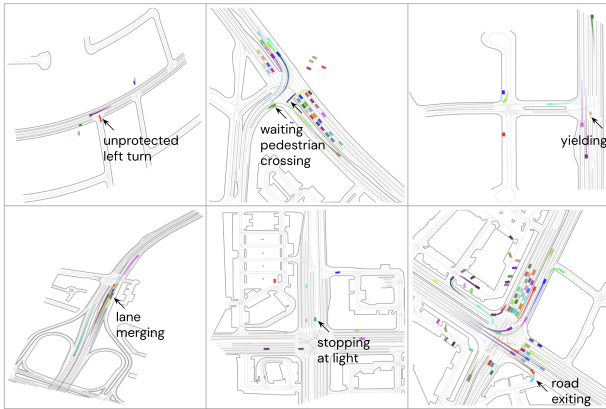 unprotected
left turn
waiting
pedestrian
crossing
yielding
lane
merging
stopping
at light
road
exiting